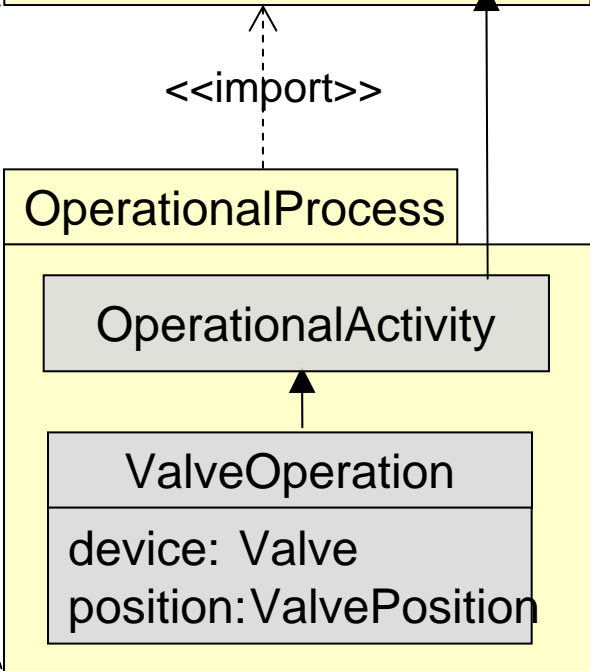 <<import>>
OperationalProcess
OperationalActivity
ValveOperation
device: Valve
position:ValvePosition